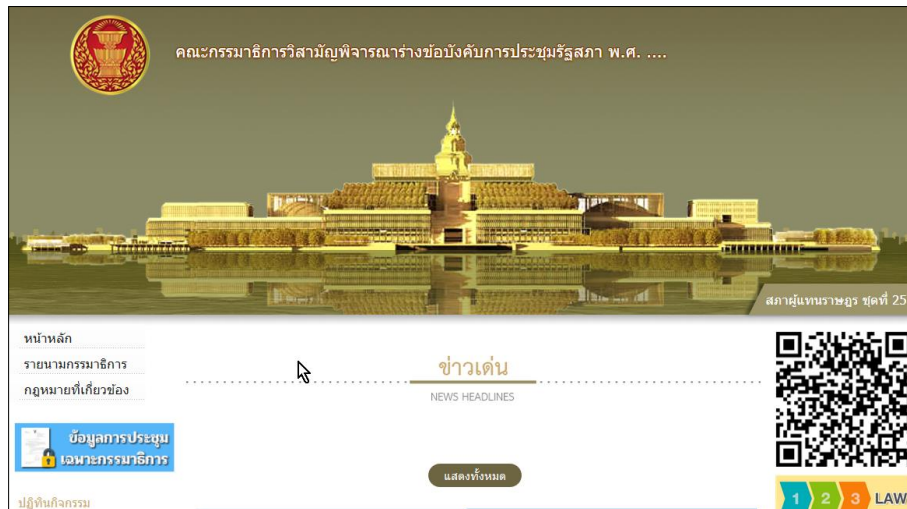 คณะกรรมาธิการวิสามัญพิจารณาร่างข้อบังคับการประชุมรัฐสภา พ.ศ. ....
สภาผู้แทนราษฎร ชุดที่ 25
หน้าหลัก
รายนามกรรมาธิการ
กฎหมายที่เกี่ยวข้อง
ข่าวเด่น
NEWS HEADLINES
ข้อมูลการประชุม
เฉพาะกรรมาธิการ
แสดงทั้งหมด
ปฏิทินกิจกรรม
1 2 3 LAW